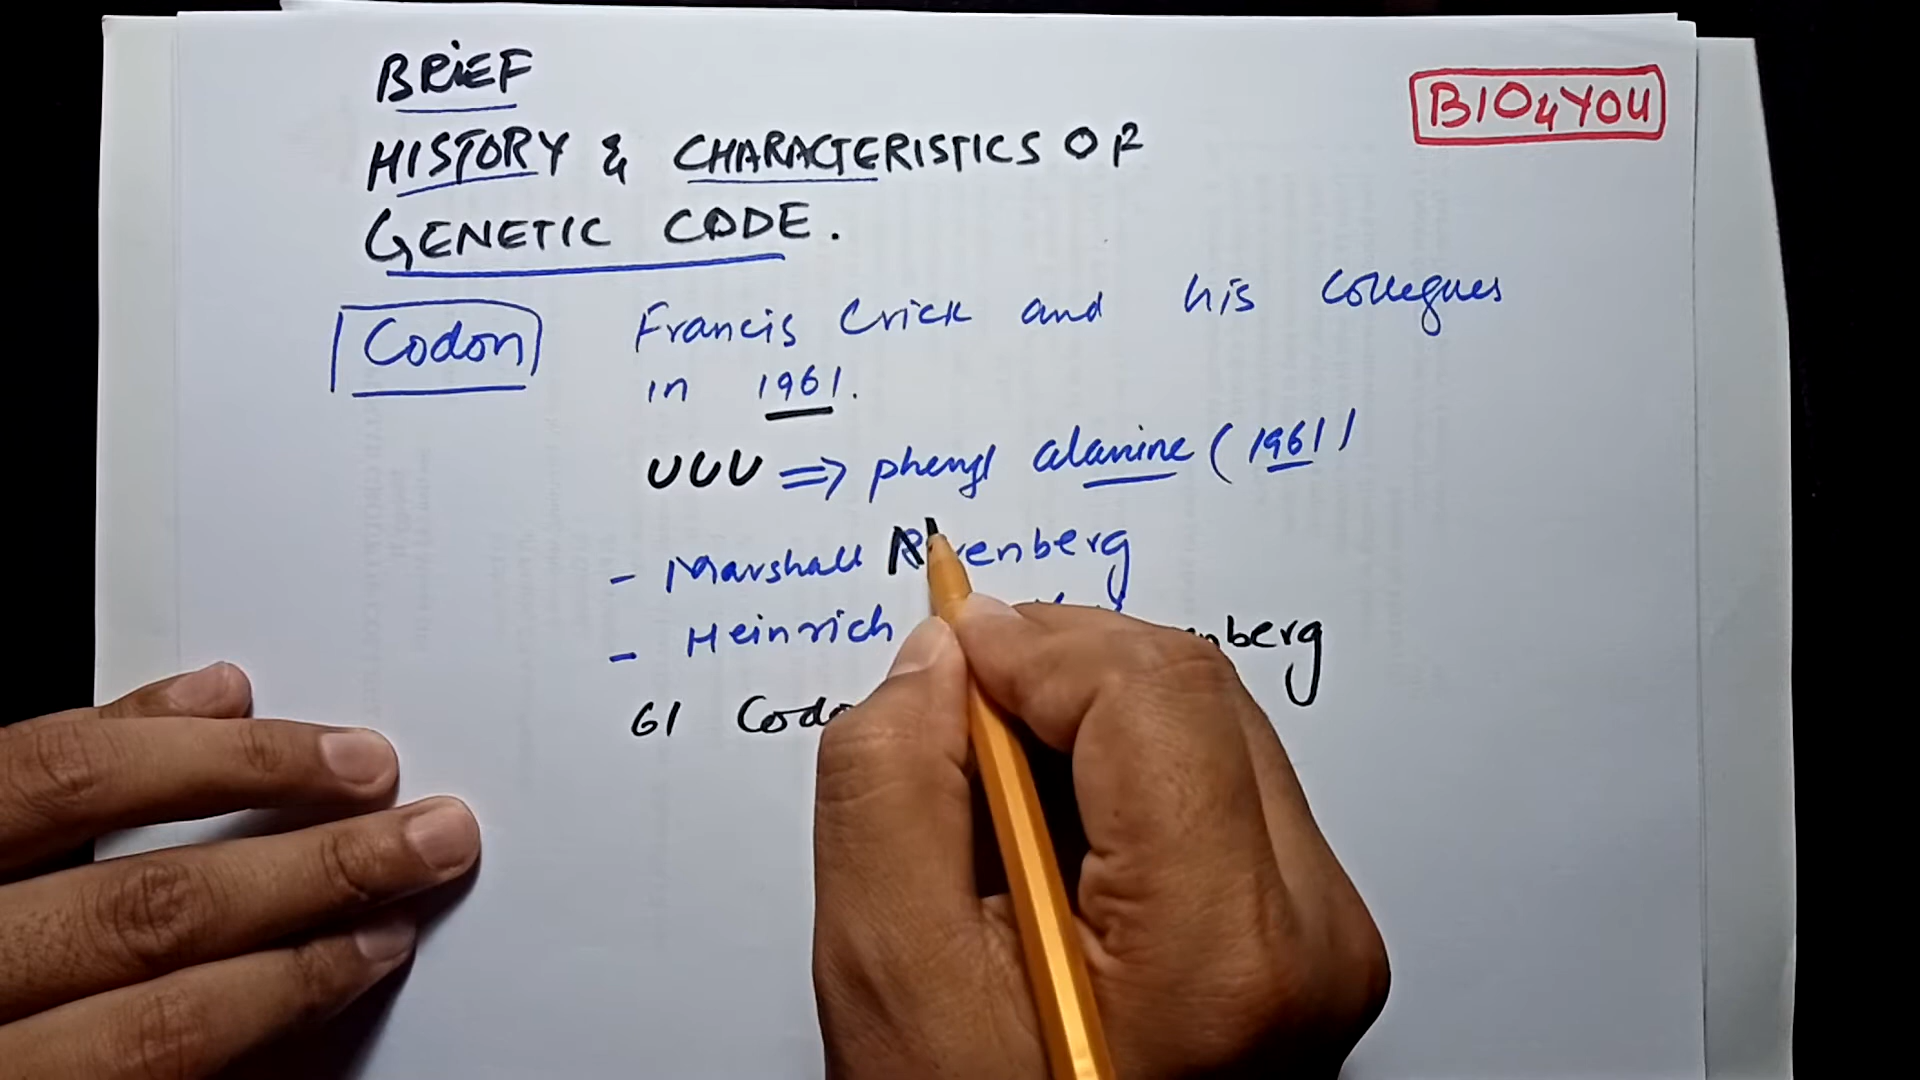 BRIEF
BIO4YOU
HISTORY & CHARACTERISTICS OF
GENETIC CODE.
Codon Francis Crick and his collegues
in 1961.
UUU ⇒ phenyl alanine (1961)
- Marshall
- Heinrich
61